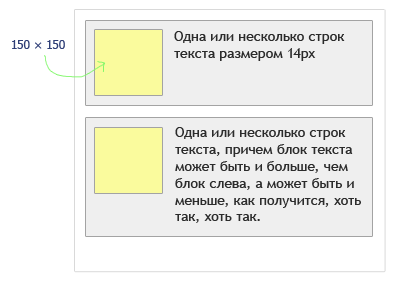 150 × 150
Одна или несколько строк
текста размером 14px
Одна или несколько строк
текста, причем блок текста
может быть и больше, чем
блок слева, а может быть и
меньше, как получится, хоть
так, хоть так.